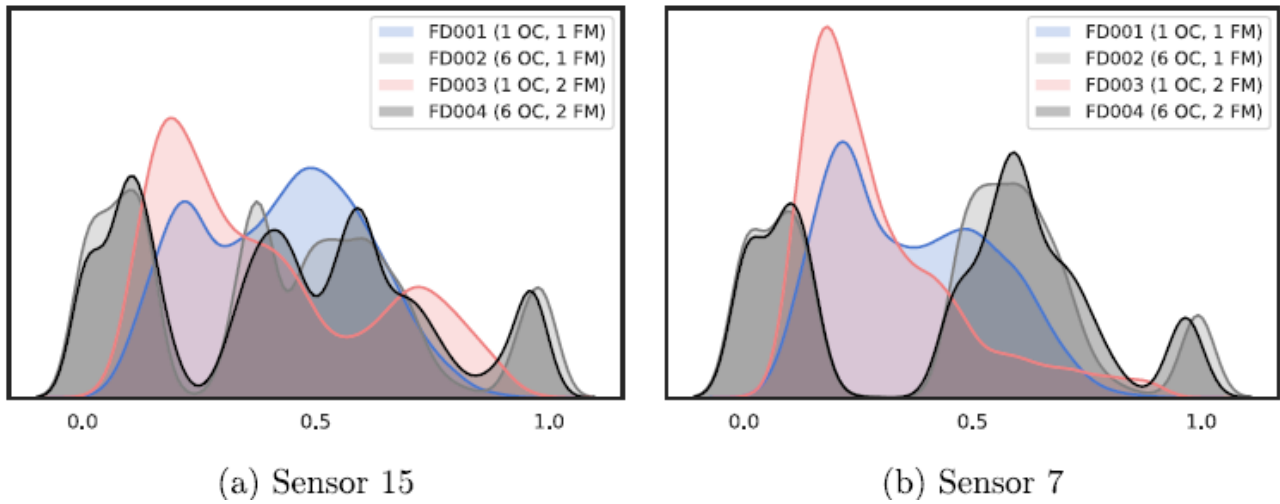 FD001 (1 OC, 1 FM)
FD002 (6 OC, 1 FM)
FD003 (1 OC, 2 FM)
FD004 (6 OC, 2 FM)
0.0 0.5 1.0
(a) Sensor 15
FD001 (1 OC, 1 FM)
FD002 (6 OC, 1 FM)
FD003 (1 OC, 2 FM)
FD004 (6 OC, 2 FM)
0.0 0.5 1.0
(b) Sensor 7